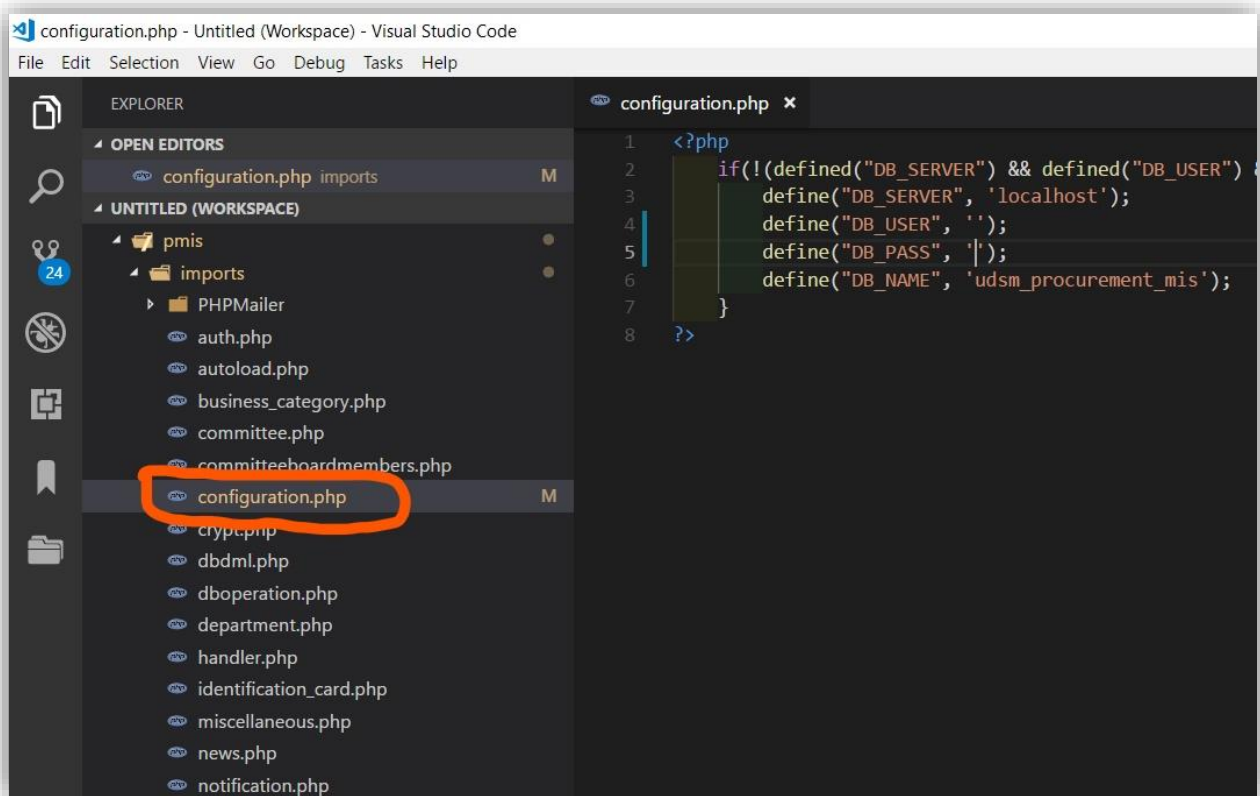 configuration.php - Untitled (Workspace) - Visual Studio Code
File Edit Selection View Go Debug Tasks Help
EXPLORER
OPEN EDITORS
configuration.php imports M
UNTITLED (WORKSPACE)
24
pmis
imports
PHPMailer
auth.php
autoload.php
business_category.php
committee.php
committeeboardmembers.php
configuration.php M
crypt.php
dbdml.php
dboperation.php
department.php
handler.php
identification_card.php
miscellaneous.php
news.php
notification.php
configuration.php ×
1 <?php
2 if(!(defined("DB_SERVER") && defined("DB_USER") &
3 define("DB_SERVER", 'localhost');
4 define("DB_USER", '');
5 define("DB_PASS", '');
6 define("DB_NAME", 'udsm_procurement_mis');
7 }
8 ?>